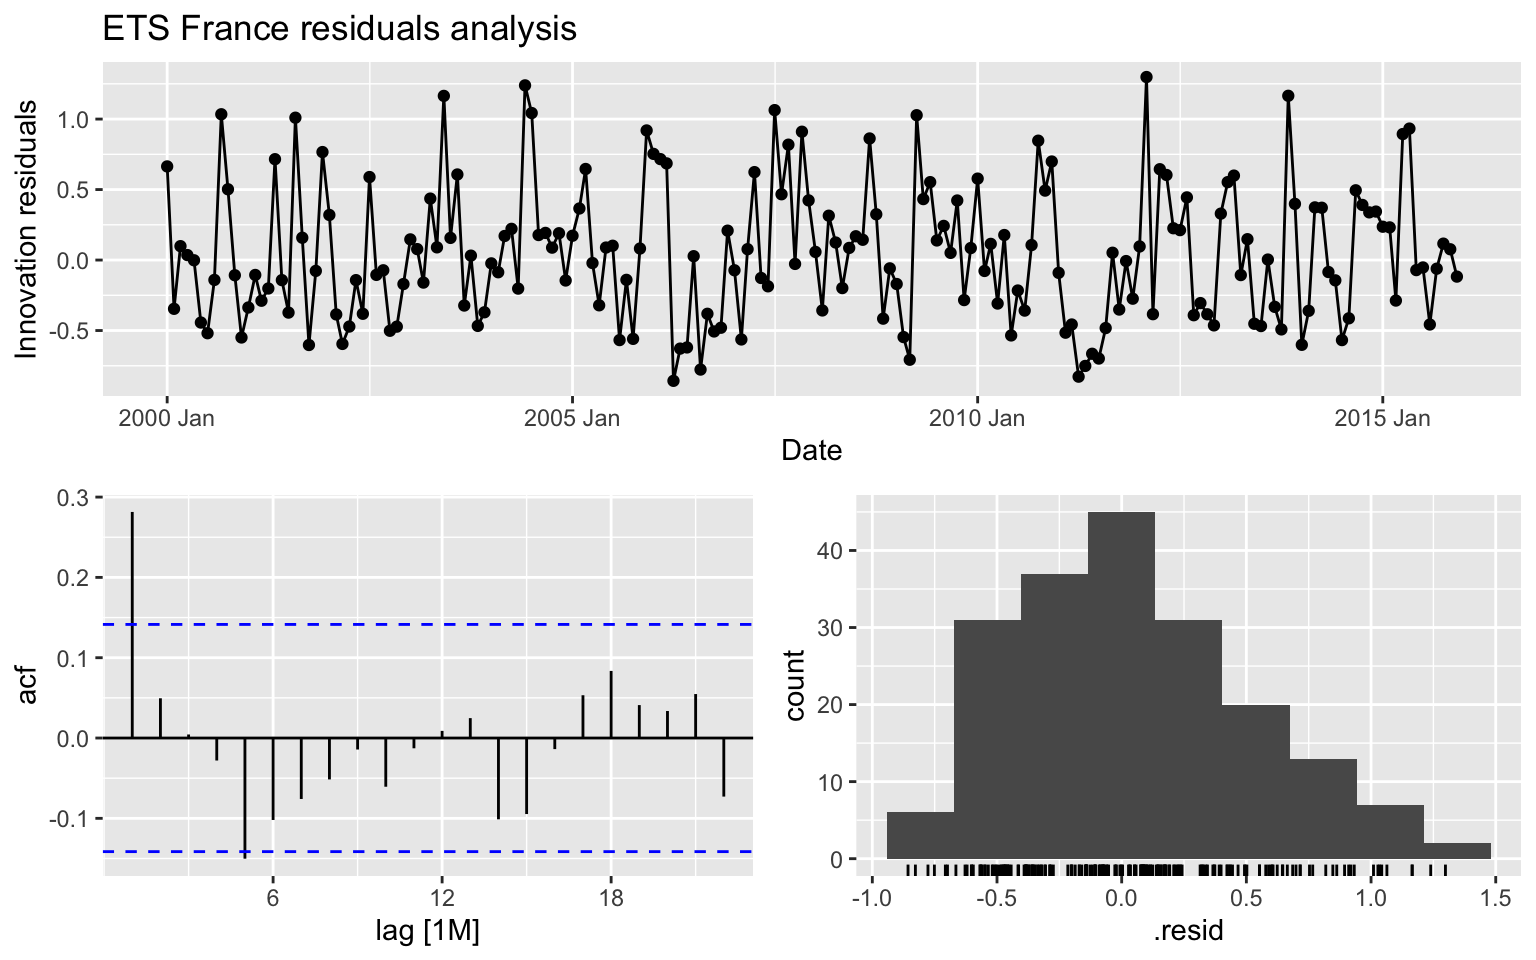 ETS France residuals analysis
Innovation residuals
1.0
0.5
0.0
-0.5
2000 Jan
2005 Jan
2010 Jan
2015 Jan
Date
acf
0.3
0.2
0.1
0.0
-0.1
6
12
18
lag [1M]
count
40
30
20
10
0
-1.0
-0.5
0.0
0.5
1.0
1.5
.resid